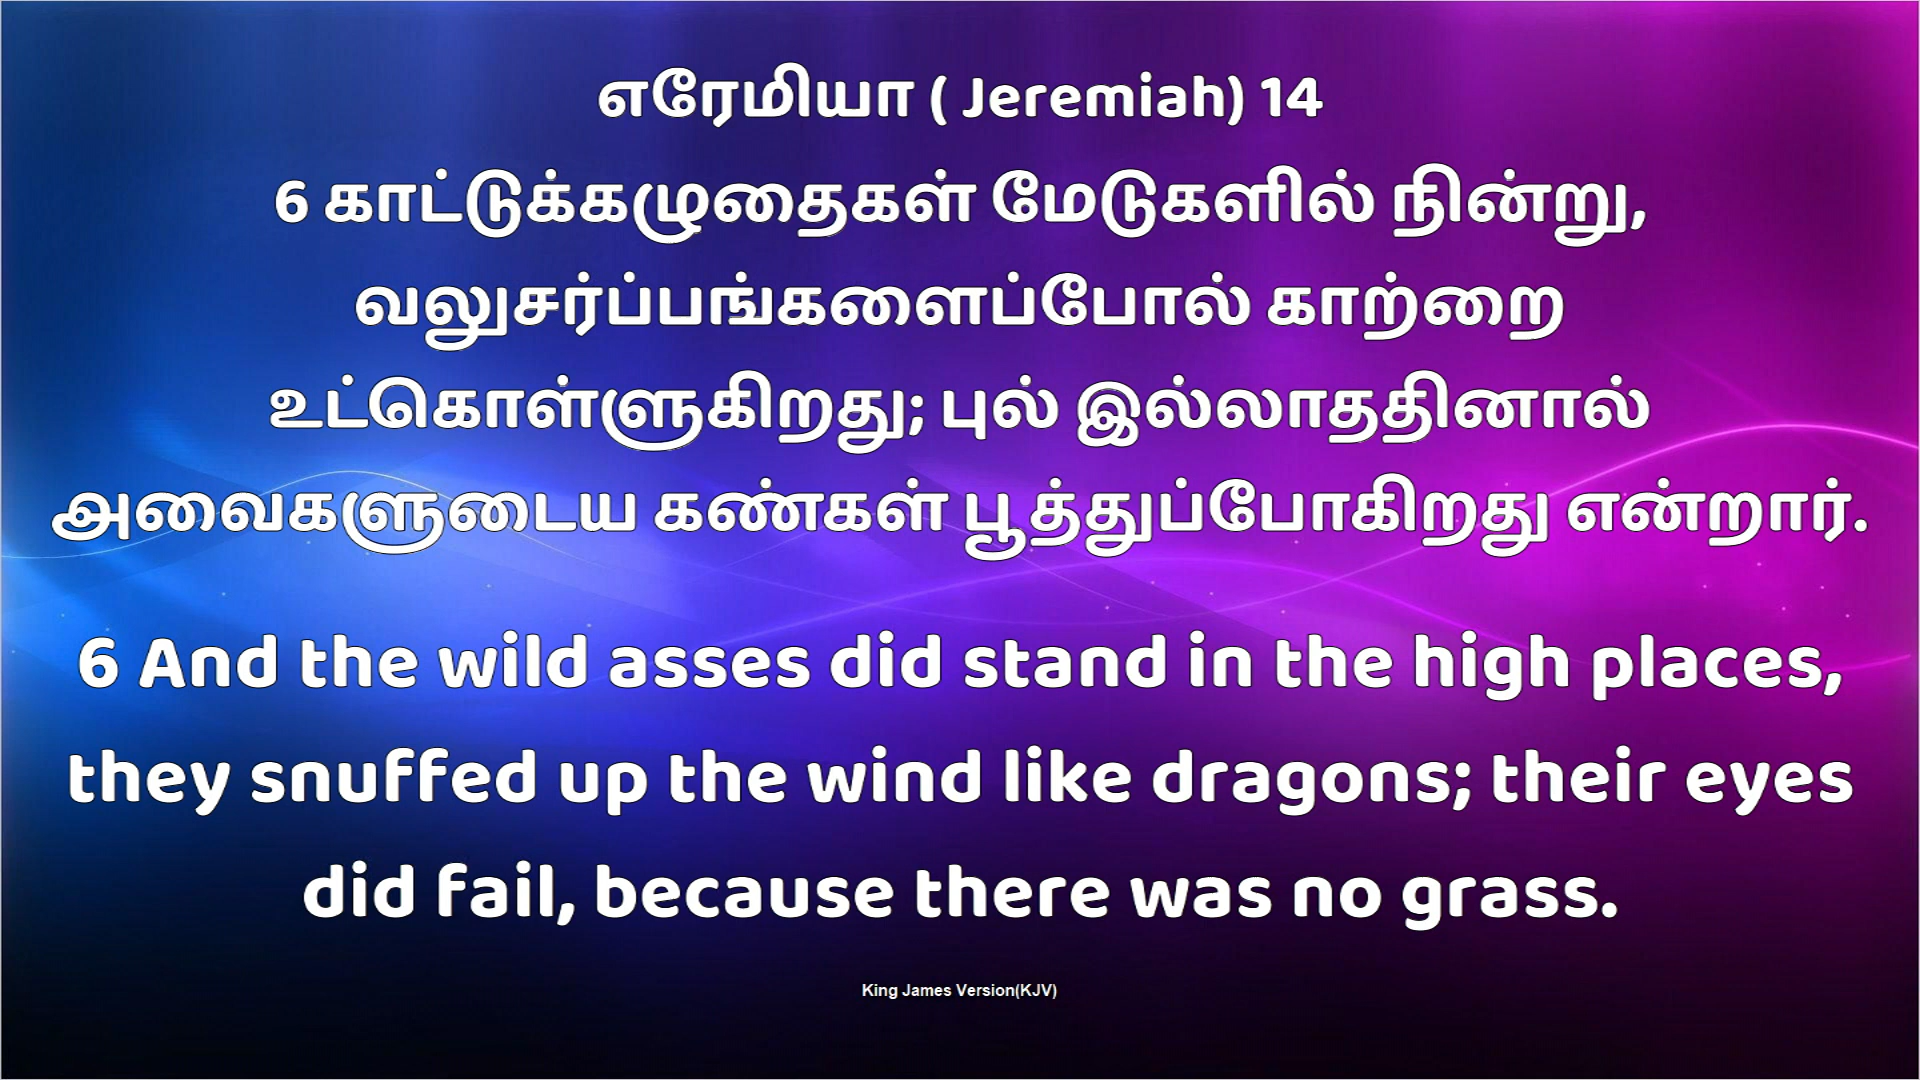 எரேமியா ( Jeremiah) 14
6 காட்டுக்கழுதைகள் மேடுகளில் நின்று,
வலுசர்ப்பங்களைப்போல் காற்றை
உட்கொள்ளுகிறது; புல் இல்லாததினால்
அவைகளுடைய கண்கள் பூத்துப்போகிறது என்றார்.
6 And the wild asses did stand in the high places,
they snuffed up the wind like dragons; their eyes
did fail, because there was no grass.
King James Version(KJV)